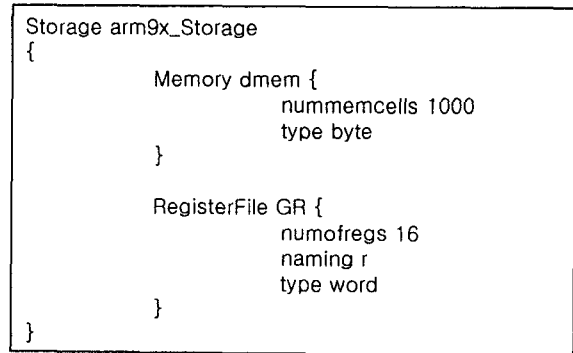 Storage arm9x_Storage
{
Memory dmem {
nummemcells 1000
type byte
}
RegisterFile GR {
numofregs 16
naming r
type word
}
}